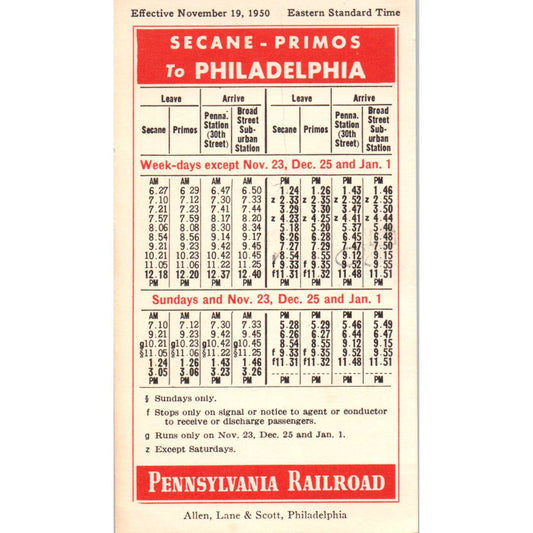 Effective November 19, 1950 Eastern Standard Time
SECANE - PRIMOS
To PHILADELPHIA
Leave Arrive Leave Arrive
Secane Primos Penna. Station (30th Street) Broad Street Suburban Station Secane Primos Penna. Station (30th Street) Broad Street Suburban Station
Week-days except Nov. 23, Dec. 25 and Jan. 1
AM AM AM AM PM PM PM PM
6.27 6 29 6.47 6.50 1.24 1.26 1.43 1.46
7.10 7.12 7.30 7.33 z 2.33 z 2.35 z 2.52 z 2.55
7.21 7.23 7.41 7.44 3.29 3.30 3.47 3.50
7.57 7.59 8.17 8.20 z 4.23 z 4.25 z 4.41 z 4.44
8.06 8.08 8.30 8.34 5.18 5.20 5.37 5.40
8.54 8.56 9.14 9.17 6.26 6.28 6.45 6.48
9.21 9.23 9.42 9.45 7.27 7.29 7.47 7.50
10.21 10.23 10.42 10.45 8.54 8.55 9.12 9.15
11.05 11.06 11.22 11.25 f 9.33 f 9.35 9.52 9.55
12.18 12.20 12.37 12.40 f11.31 f11.32 11.48 11.51
PM PM PM PM PM PM PM PM
Sundays and Nov. 23, Dec. 25 and Jan. 1
AM AM AM AM PM PM PM PM
7.10 7.12 7.30 7.33 5.28 5.29 5.46 5.49
9.21 9.23 9.42 9.45 6.26 6.27 6.44 6.47
g10.21 g10.23 g10.42 g10.45 8.54 8.55 9.12 9.15
§11.05 §11.06 §11.22 §11.25 f 9.33 f 9.35 9.52 9.55
1.24 1.26 1.43 1.46 f11.31 f11.32 11.48 11.51
3.05 3.06 3.23 3.26
PM PM PM PM PM PM PM PM
§ Sundays only.
f Stops only on signal or notice to agent or conductor
to receive or discharge passengers.
g Runs only on Nov. 23, Dec. 25 and Jan. 1.
z Except Saturdays.
PENNSYLVANIA RAILROAD
Allen, Lane & Scott, Philadelphia